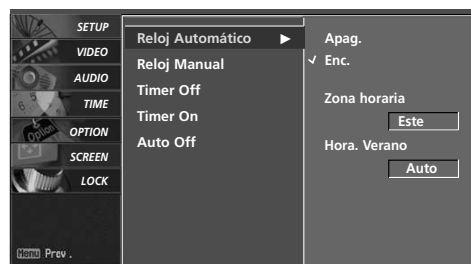 SETUP
VIDEO
AUDIO
TIME
OPTION
SCREEN
LOCK
Menu Prev.
Reloj Automático
Reloj Manual
Timer Off
Timer On
Auto Off
Apag.
✓ Enc.
Zona horaria
Este
Hora. Verano
Auto